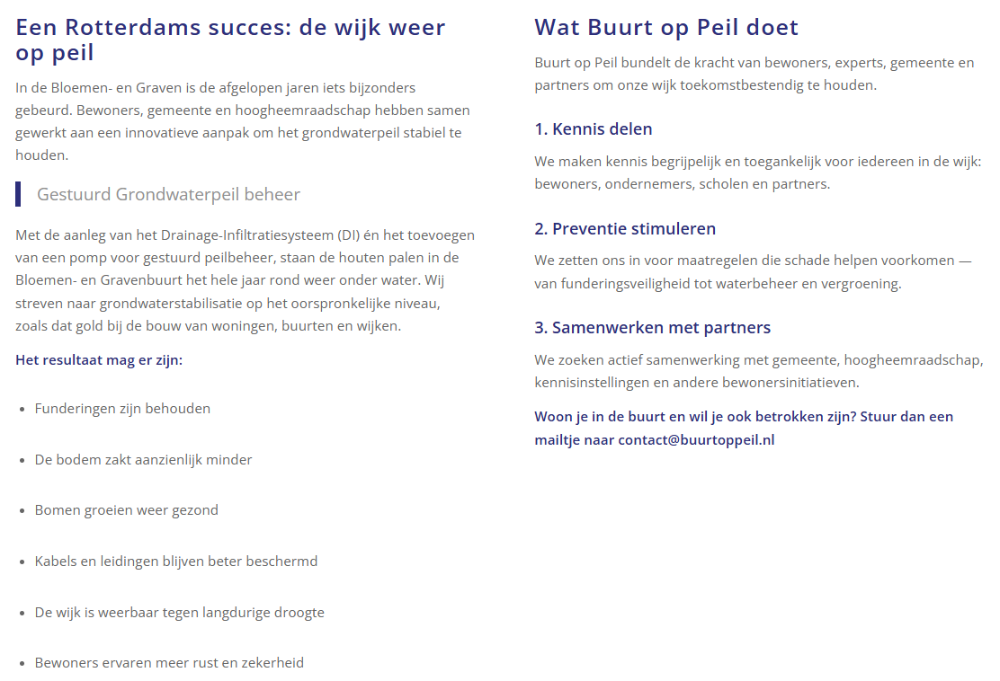 Een Rotterdams succes: de wijk weer
op peil
In de Bloemen- en Graven is de afgelopen jaren iets bijzonders
gebeurd. Bewoners, gemeente en hoogheemraadschap hebben samen
gewerkt aan een innovatieve aanpak om het grondwaterpeil stabiel te
houden.
Gestuurd Grondwaterpeil beheer
Met de aanleg van het Drainage-Infiltratiesysteem (DI) én het toevoegen
van een pomp voor gestuurd peilbeheer, staan de houten palen in de
Bloemen- en Gravenbuurt het hele jaar rond weer onder water. Wij
streven naar grondwaterstabilisatie op het oorspronkelijke niveau,
zoals dat gold bij de bouw van woningen, buurten en wijken.
Het resultaat mag er zijn:
• Funderingen zijn behouden
• De bodem zakt aanzienlijk minder
• Bomen groeien weer gezond
• Kabels en leidingen blijven beter beschermd
• De wijk is weerbaar tegen langdurige droogte
• Bewoners ervaren meer rust en zekerheid
Wat Buurt op Peil doet
Buurt op Peil bundelt de kracht van bewoners, experts, gemeente en
partners om onze wijk toekomstbestendig te houden.
1. Kennis delen
We maken kennis begrijpelijk en toegankelijk voor iedereen in de wijk:
bewoners, ondernemers, scholen en partners.
2. Preventie stimuleren
We zetten ons in voor maatregelen die schade helpen voorkomen —
van funderingsveiligheid tot waterbeheer en vergroening.
3. Samenwerken met partners
We zoeken actief samenwerking met gemeente, hoogheemraadschap,
kennisinstellingen en andere bewonersinitiatieven.
Woon je in de buurt en wil je ook betrokken zijn? Stuur dan een
mailtje naar contact@buurtoppeil.nl